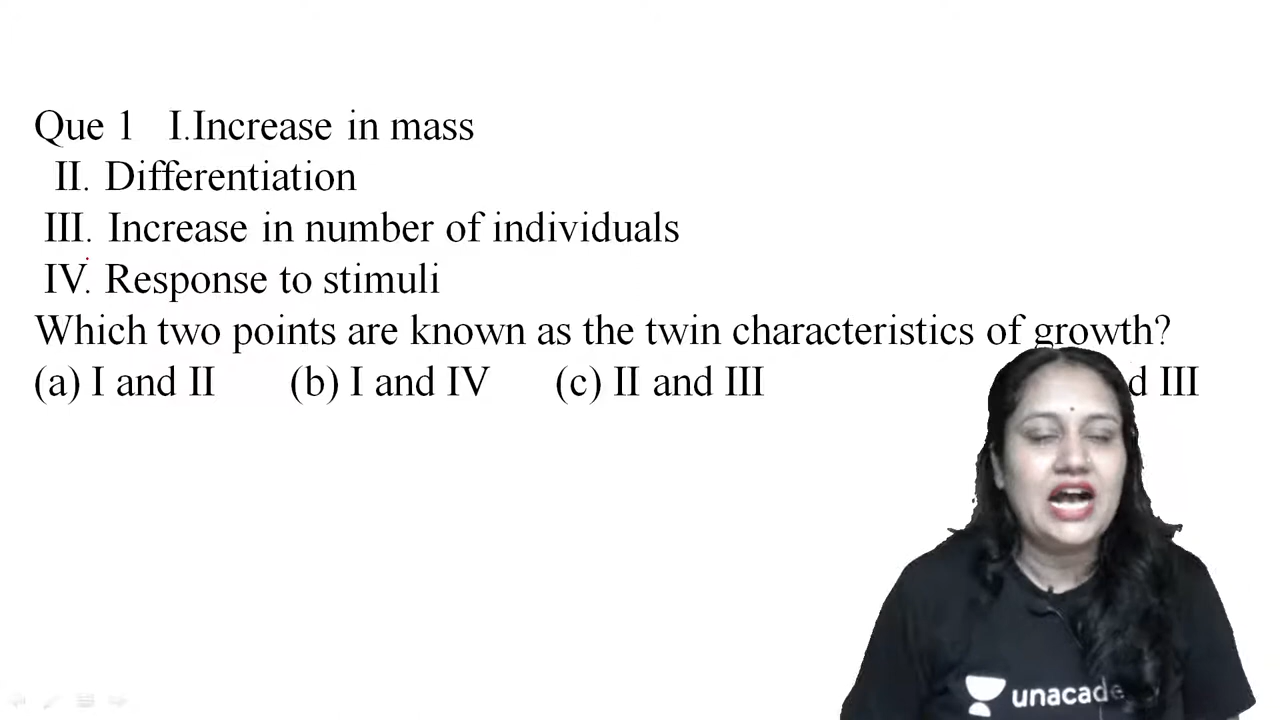 Que 1 I.Increase in mass
II. Differentiation
III. Increase in number of individuals
IV. Response to stimuli
Which two points are known as the twin characteristics of growth?
(a) I and II (b) I and IV (c) II and III III
unacade